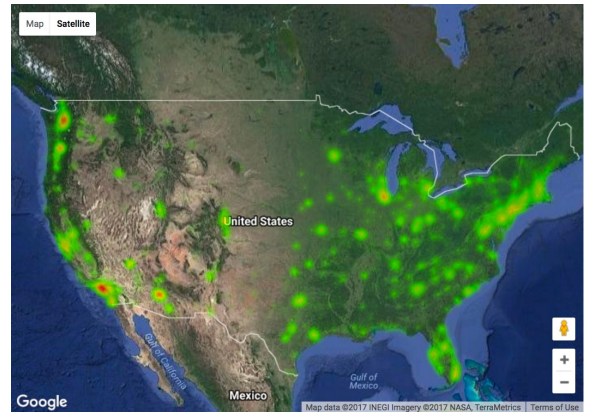 Map Satellite
United States
Gulf of California
Gulf of
Mexico
Mexico
Google
Map data ©2017 INEGI Imagery ©2017 NASA, TerraMetrics
Terms of Use